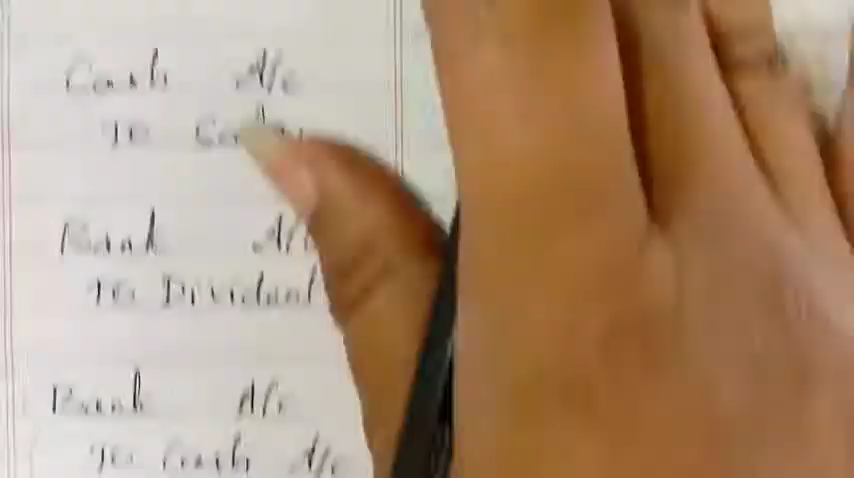 Cash A/c
To
Bank A/c
To Dividend
Bank A/c
To Cash A/c